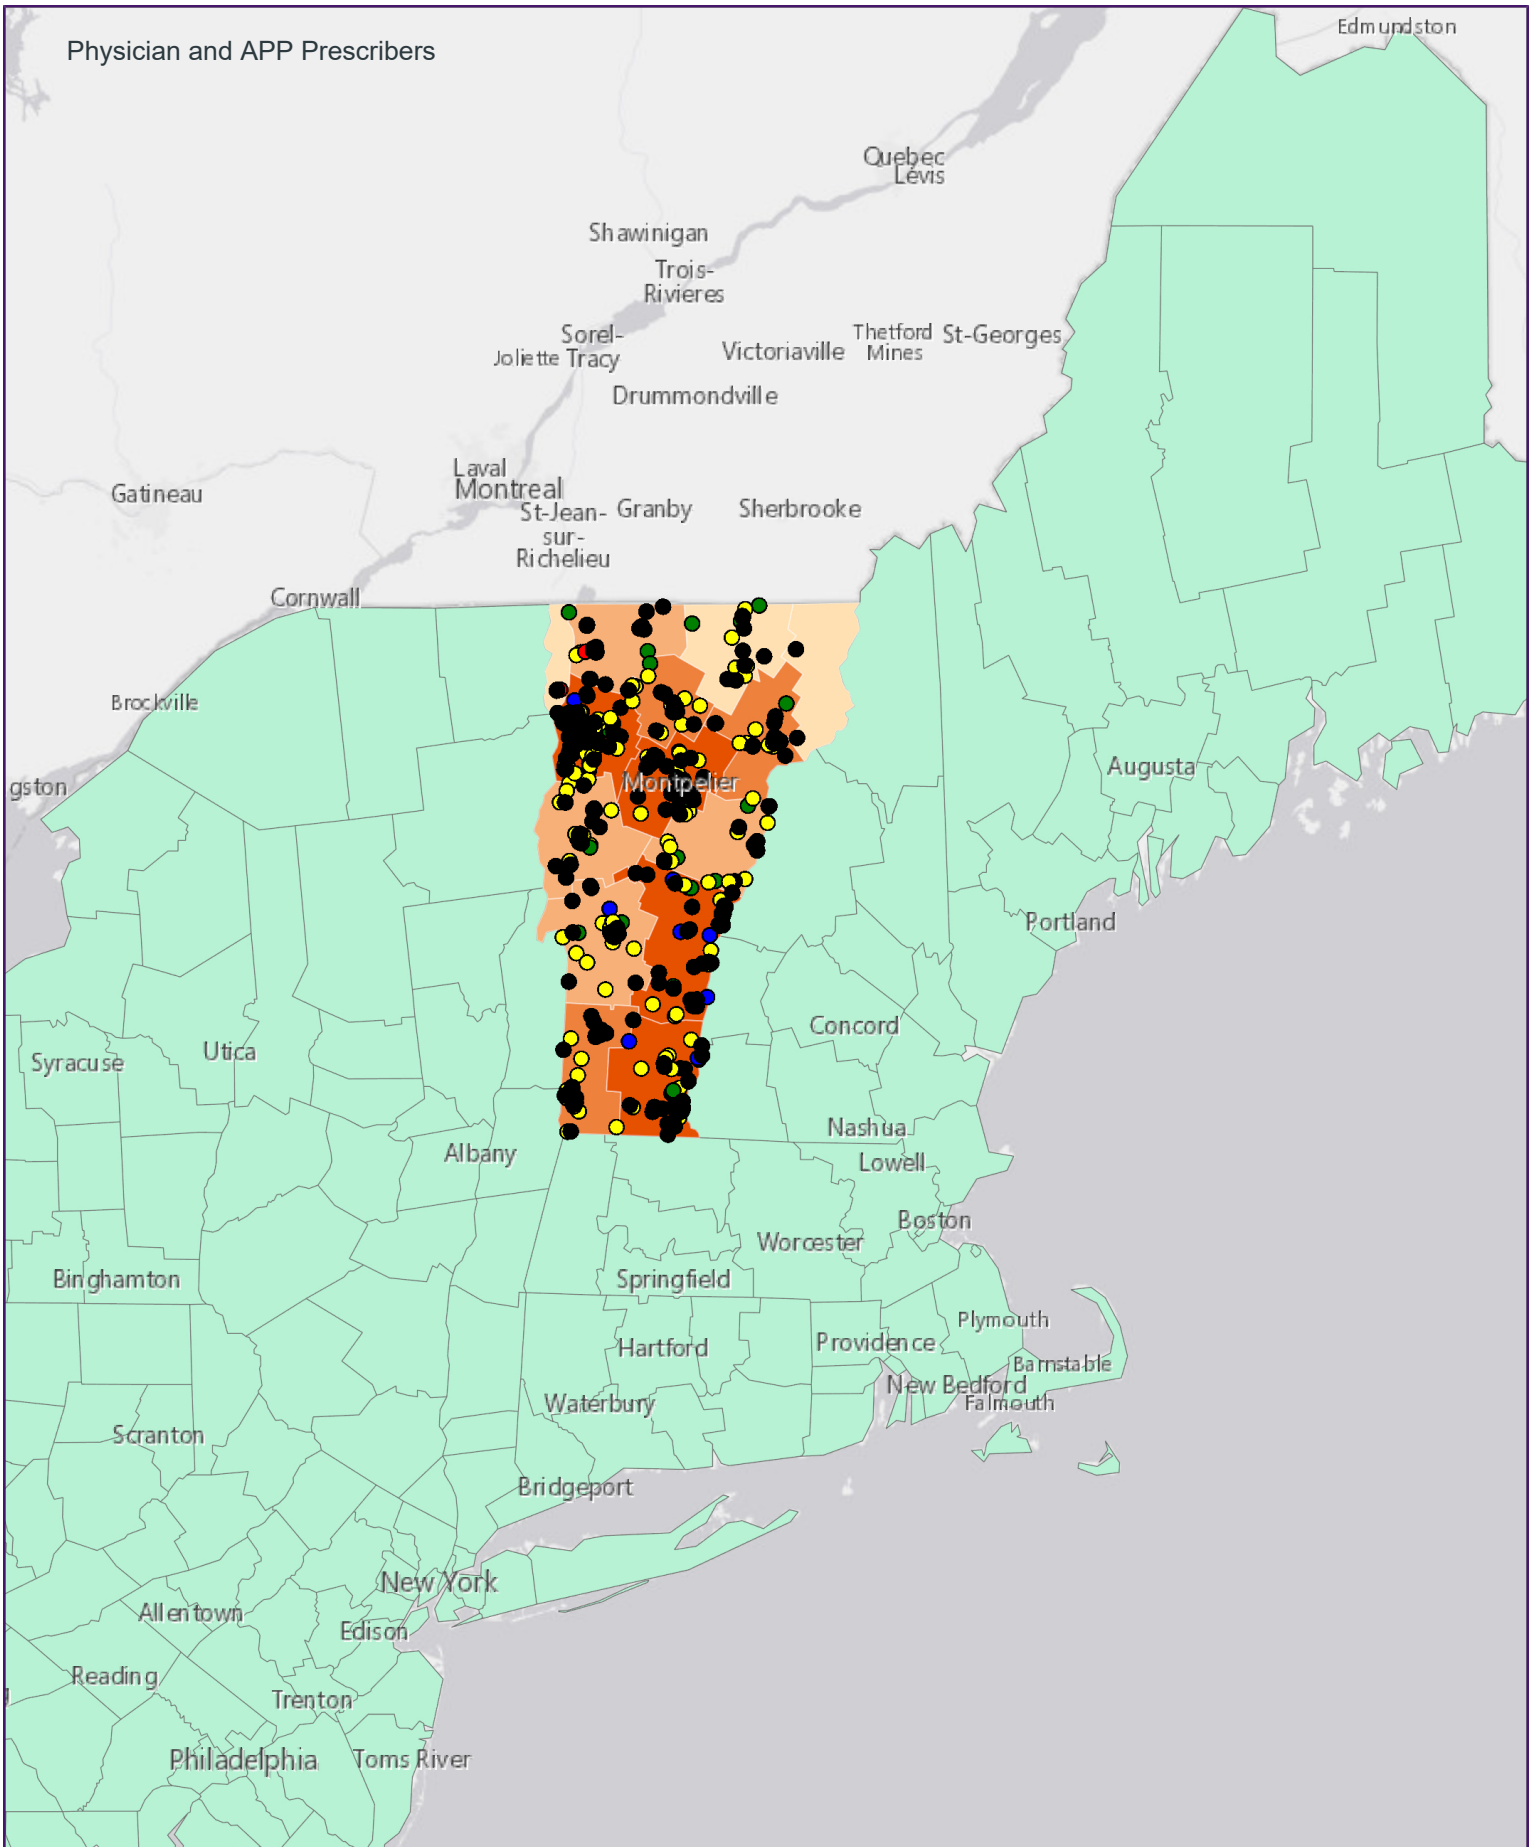 Physician and APP Prescribers
Edmundston
Quebec
Lévis
Shawinigan
Trois-
Rivieres
Sorel-
Tracy
Joliette
Victoriaville
Thetford
Mines
St-Georges
Drummondville
Laval
Montreal
Gatineau
St-Jean-
sur-
Richelieu
Granby
Sherbrooke
Cornwall
Brockville
gston
Montpelier
Augusta
Portland
Concord
Syracuse
Utica
Nashua
Albany
Lowell
Boston
Worcester
Binghamton
Springfield
Plymouth
Hartford
Providence
Barnstable
New Bedford
Falmouth
Waterbury
Scranton
Bridgeport
New York
Allentown
Edison
Reading
Trenton
Philadelphia
Toms River